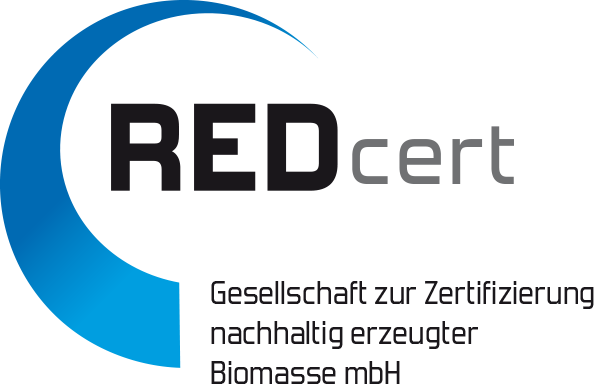 REDcert
Gesellschaft zur Zertifizierung
nachhaltig erzeugter
Biomasse mbH